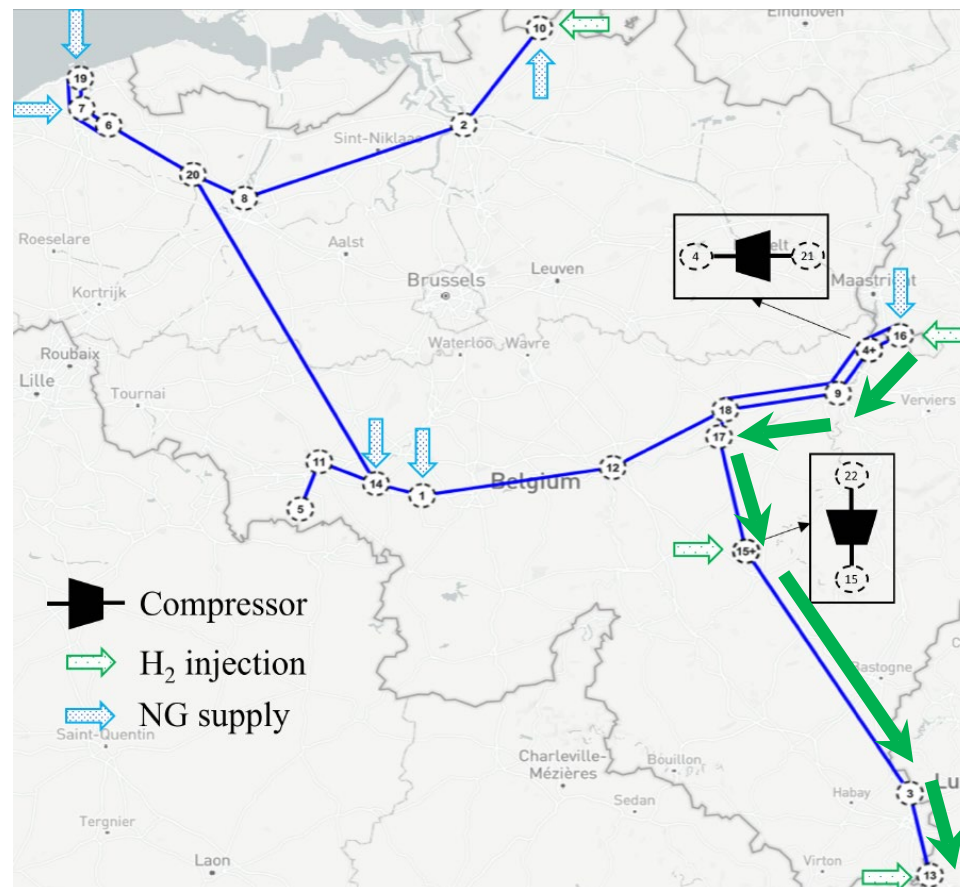 Eindhoven
10
19
7
6
2
Sint-Niklaas
20
8
Roeselare
Aalst
4
21
Brussels
Leuven
Maastricht
Kortrijk
Waterloo
Wavre
16
4+
Roubaix
Lille
Tournai
9
Verviers
18
17
11
14
1
Belgium
12
5
22
15+
15
Compressor
H₂ injection
NG supply
Bastogne
Saint-Quentin
Charleville-
Mézières
Bouillon
Sedan
Habay
3
Lu
Tergnier
Laon
Virton
13